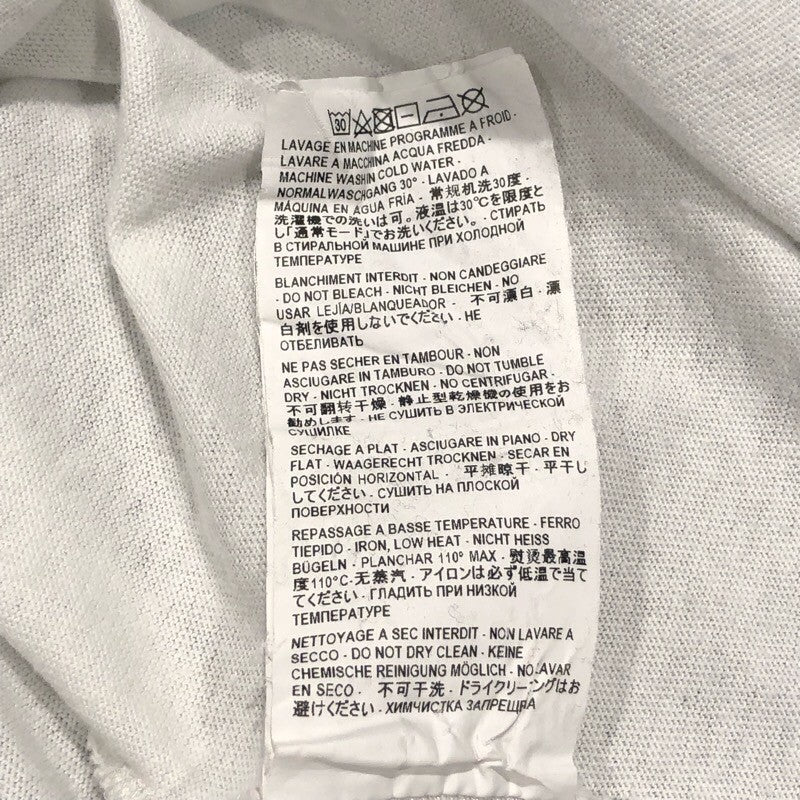 30
LAVAGE EN MACHINE PROGRAMME A FROID -
LAVARE A MACCHINA ACQUA FREDDA -
MACHINE WASH IN COLD WATER -
NORMALWASCHGANG 30° - LAVADO A
MÁQUINA EN AGUA FRÍA - 常规机洗30度 -
洗濯機での洗いは可。液温は30℃を限度と
し「通常モード」でお洗いください。- СТИРАТЬ
В СТИРАЛЬНОЙ МАШИНЕ ПРИ ХОЛОДНОЙ
ТЕМПЕРАТУРЕ
BLANCHIMENT INTERDIT - NON CANDEGGIARE
- DO NOT BLEACH - NICHT BLEICHEN - NO
USAR LEJÍA/BLANQUEADOR - 不可漂白 - 漂
白剤を使用しないでください - НЕ
ОТБЕЛИВАТЬ
NE PAS SECHER EN TAMBOUR - NON
ASCIUGARE IN TAMBURO - DO NOT TUMBLE
DRY - NICHT TROCKNEN - NO CENTRIFUGAR -
不可翻转干燥 - 静止型乾燥機の使用をお
勧めします - НЕ СУШИТЬ В ЭЛЕКТРИЧЕСКОЙ
СУШИЛКЕ
SECHAGE A PLAT - ASCIUGARE IN PIANO - DRY
FLAT - WAAGERECHT TROCKNEN - SECAR EN
POSICIÓN HORIZONTAL - 平摊晾干 - 平干し
してください - СУШИТЬ НА ПЛОСКОЙ
ПОВЕРХНОСТИ
REPASSAGE A BASSE TEMPERATURE - FERRO
TIEPIDO - IRON, LOW HEAT - NICHT HEISS
BÜGELN - PLANCHAR 110° MAX - 熨烫最高温
度110°C-无蒸汽 - アイロンは必ず低温で当て
てください - ГЛАДИТЬ ПРИ НИЗКОЙ
ТЕМПЕРАТУРЕ
NETTOYAGE A SEC INTERDIT - NON LAVARE A
SECCO - DO NOT DRY CLEAN - KEINE
CHEMISCHE REINIGUNG MÖGLICH - NO LAVAR
EN SECO - 不可干洗 - ドライクリーニングはお
避けください - ХИМЧИСТКА ЗАПРЕЩЕНА